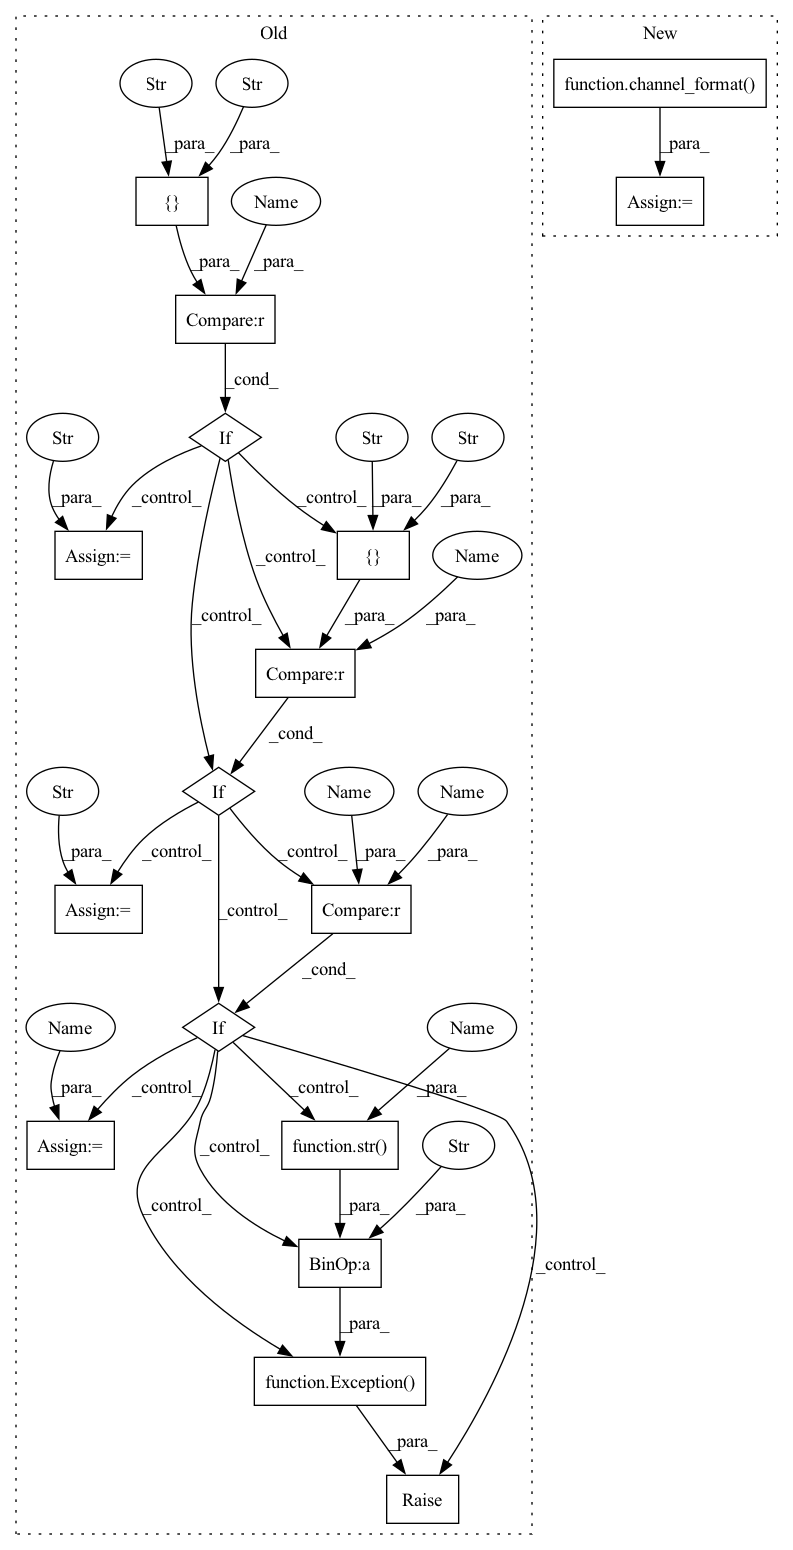 Old
New
Str
Str
function.channel_format()
_para_
_para_
_para_
{}
Name
Assign:=
_para_
_para_
Compare:r
_cond_
Str
If
Str
Str
_para_
_control_
_control_
_para_
_para_
Assign:=
{}
Name
_control_
_control_
_para_
_para_
Compare:r
_cond_
Str
If
Name
Name
_para_
_control_
_control_
_para_
_para_
Assign:=
_control_
Compare:r
_cond_
Name
If
Name
_para_
_control_
_control_
_para_
Assign:=
function.str()
Str
_control_
_control_
_para_
_para_
BinOp:a
_control_
_para_
function.Exception()
_para_
Raise